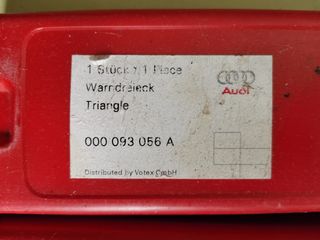 1 Stück / 1 Piece
Warndreieck
Triangle
Audi
000 093 056 A
Distributed by Votex GmbH